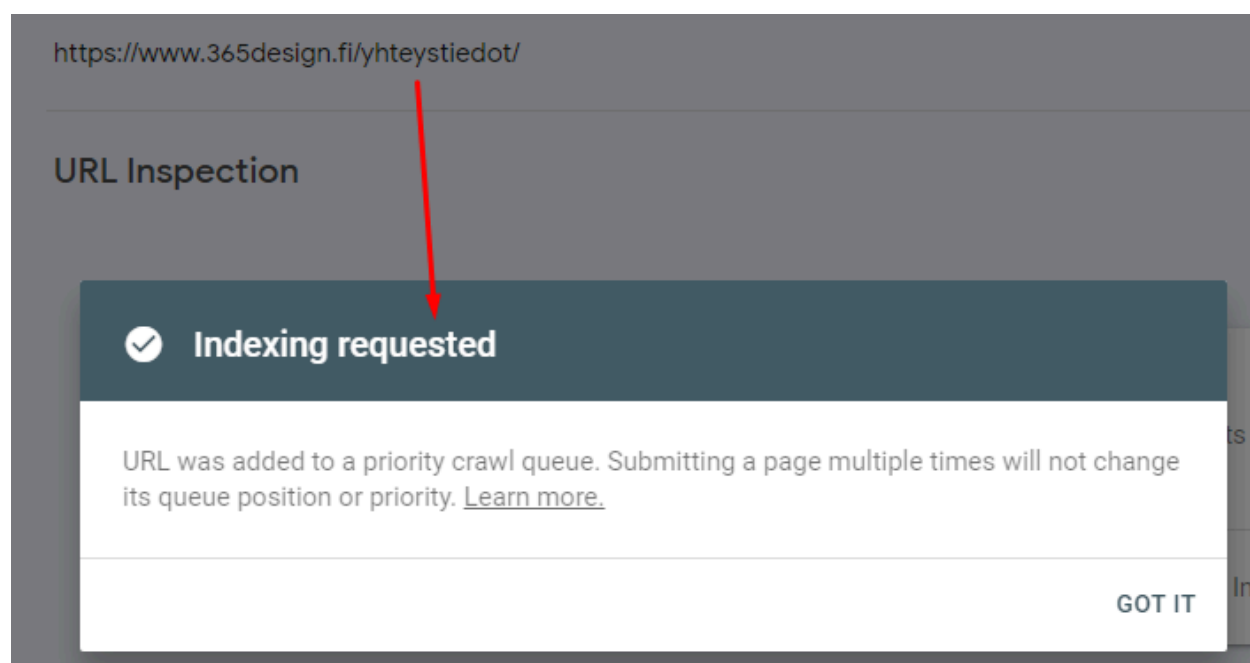 https://www.365design.fi/yhteystiedot/
URL Inspection
Indexing requested
URL was added to a priority crawl queue. Submitting a page multiple times will not change
its queue position or priority. Learn more.
GOT IT